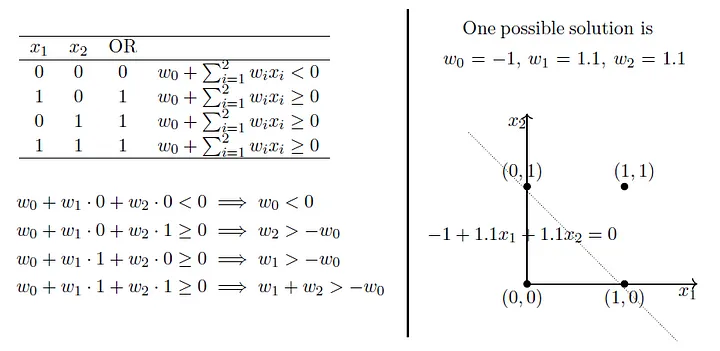 x₁ x₂ OR
0 0 0 w₀ + ∑²ᵢ₌₁ wᵢxᵢ < 0
1 0 1 w₀ + ∑²ᵢ₌₁ wᵢxᵢ ≥ 0
0 1 1 w₀ + ∑²ᵢ₌₁ wᵢxᵢ ≥ 0
1 1 1 w₀ + ∑²ᵢ₌₁ wᵢxᵢ ≥ 0
w₀ + w₁ · 0 + w₂ · 0 < 0 ⟹ w₀ < 0
w₀ + w₁ · 0 + w₂ · 1 ≥ 0 ⟹ w₂ > −w₀
w₀ + w₁ · 1 + w₂ · 0 ≥ 0 ⟹ w₁ > −w₀
w₀ + w₁ · 1 + w₂ · 1 ≥ 0 ⟹ w₁ + w₂ > −w₀
One possible solution is
w₀ = −1, w₁ = 1.1, w₂ = 1.1
x₂
(0, 1) (1, 1)
−1 + 1.1x₁ + 1.1x₂ = 0
(0, 0) (1, 0) x₁